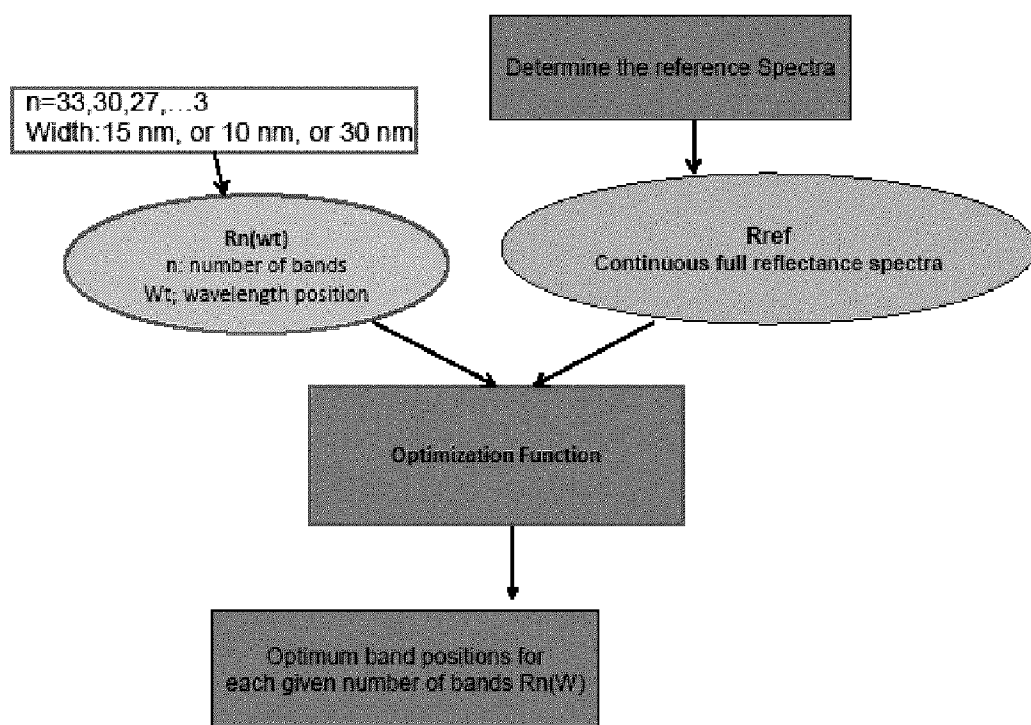 Determine the reference Spectra
n=33,30,27,...3
Width:15 nm, or 10 nm, or 30 nm
Rn(wt)
n: number of bands
Wt; wavelength position
Rref
Continuous full reflectance spectra
Optimization Function
Optimum band positions for
each given number of bands Rn(W)